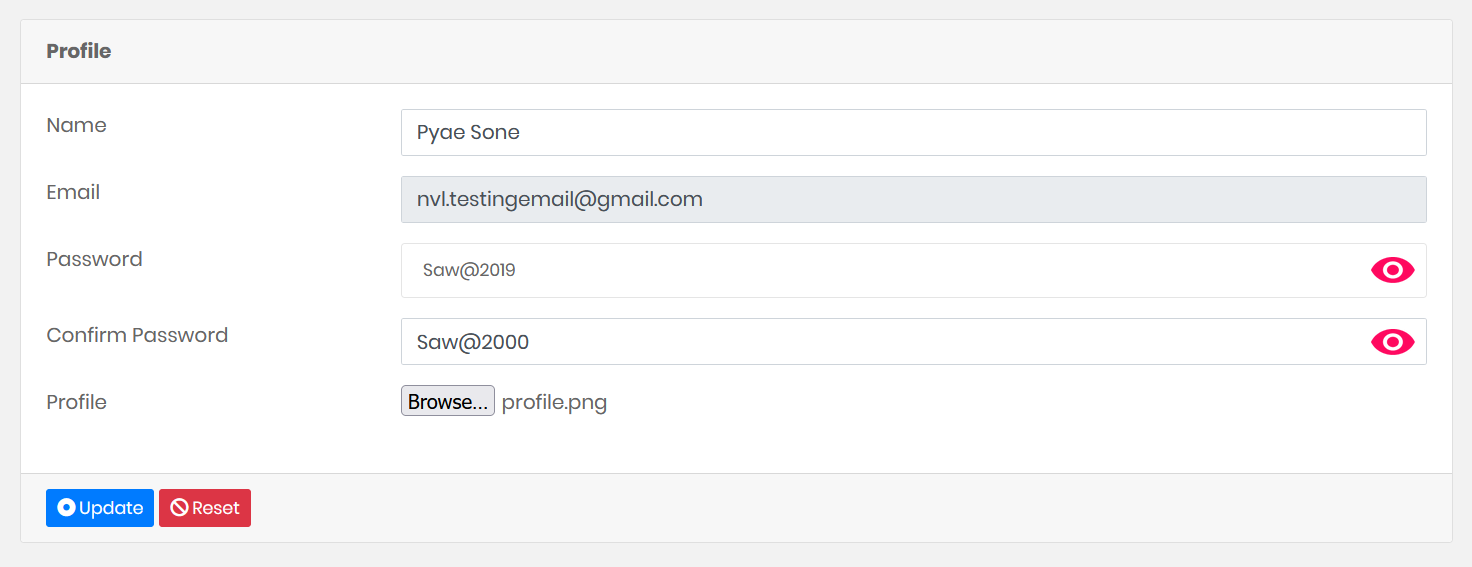 Profile
Name
Pyae Sone
Email
nvl.testingemail@gmail.com
Password
Saw@2019
Confirm Password
Saw@2000
Profile
Browse... profile.png
Update Reset